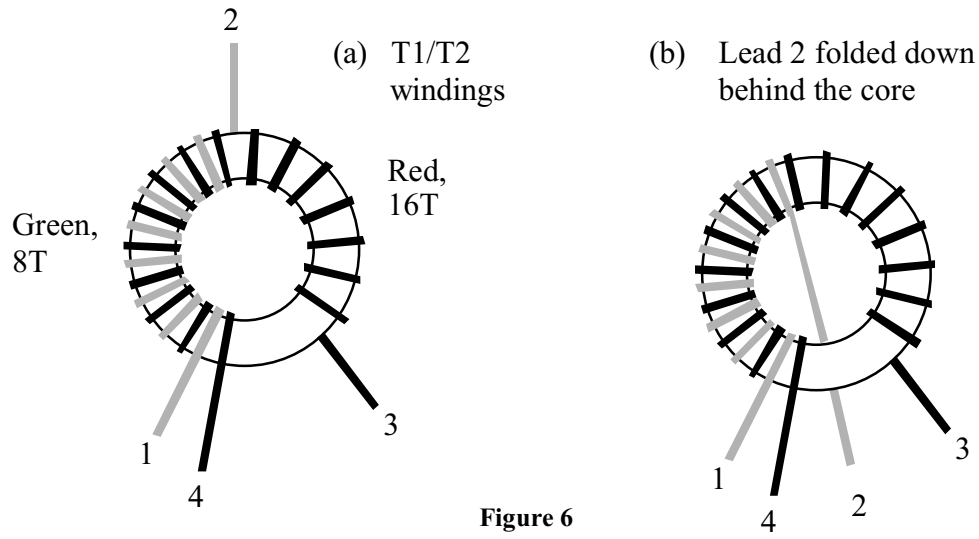 2
(a) T1/T2
windings
Red,
16T
Green,
8T
1
4
3
(b) Lead 2 folded down
behind the core
1
4
2
3
Figure 6